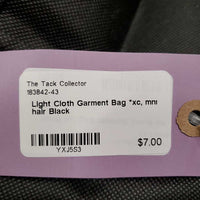 The Tack Collector
183842-43
Light Cloth Garment Bag *xc, mnr
hair Black
$7.00
YXJ5S3